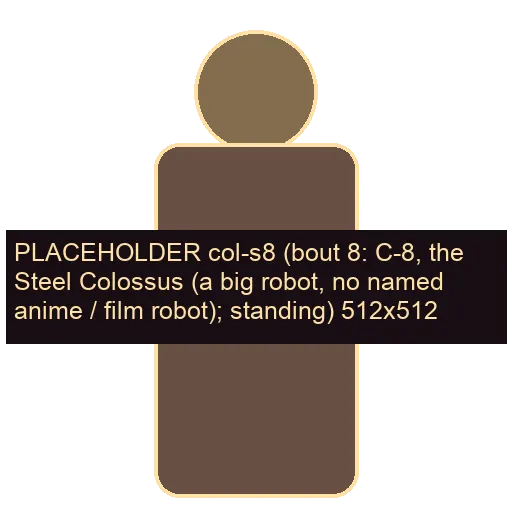 PLACEHOLDER col-s8 (bout 8: C-8, the
Steel Colossus (a big robot, no named
anime / film robot); standing) 512x512